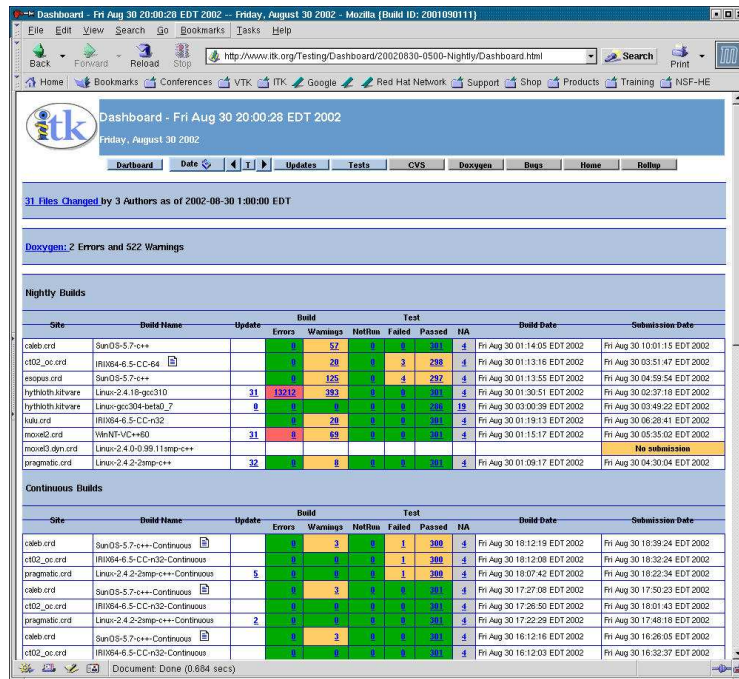 Dashboard - Fri Aug 30 20:00:28 EDT 2002 -- Friday, August 30 2002 - Mozilla {Build ID: 2001090111}
File Edit View Search Go Bookmarks Tasks Help
Back Forward Reload Stop http://www.itk.org/Testing/Dashboard/20020830-0500-Nightly/Dashboard.html Search Print
Home Bookmarks Conferences VTK ITK Google Red Hat Network Support Shop Products Training NSF-HE
itk
Dashboard - Fri Aug 30 20:00:28 EDT 2002
Friday, August 30 2002
Dartboard Date T Updates Tests CVS Doxygen Bugs Home Rollup
31 Files Changed by 3 Authors as of 2002-08-30 1:00:00 EDT
Doxygen: 2 Errors and 522 Warnings
Nightly Builds
Site Build Name Update Build Test NA Build Date Submission Date
Errors Warnings NotRun Failed Passed
caleb.crd SunOS-5.7-c++ 0 57 0 0 301 4 Fri Aug 30 01:14:05 EDT 2002 Fri Aug 30 10:01:15 EDT 2002
ct02_oc.crd IRIX64-6.5-CC-64 0 20 0 3 298 4 Fri Aug 30 01:13:16 EDT 2002 Fri Aug 30 03:51:47 EDT 2002
esopus.crd SunOS-5.7-c++ 0 125 0 4 297 4 Fri Aug 30 01:13:55 EDT 2002 Fri Aug 30 04:59:54 EDT 2002
hythloth.kitware Linux-2.4.18-gcc310 31 13212 393 0 0 301 4 Fri Aug 30 01:30:51 EDT 2002 Fri Aug 30 02:37:18 EDT 2002
hythloth.kitware Linux-gcc304-beta0_7 0 0 0 0 0 286 19 Fri Aug 30 03:00:39 EDT 2002 Fri Aug 30 03:49:22 EDT 2002
kulu.crd IRIX64-6.5-CC-n32 0 20 0 0 301 4 Fri Aug 30 01:19:13 EDT 2002 Fri Aug 30 06:28:41 EDT 2002
moxel2.crd WinNT-VC++60 31 0 69 0 0 301 4 Fri Aug 30 01:15:17 EDT 2002 Fri Aug 30 05:35:02 EDT 2002
moxel3.dyn.crd Linux-2.4.0-0.99.11smp-c++ No submission
pragmatic.crd Linux-2.4.2-2smp-c++ 32 0 8 0 0 301 4 Fri Aug 30 01:09:17 EDT 2002 Fri Aug 30 04:30:04 EDT 2002
Continuous Builds
Site Build Name Update Build Test NA Build Date Submission Date
Errors Warnings NotRun Failed Passed
caleb.crd SunOS-5.7-c++-Continuous 0 3 0 1 300 4 Fri Aug 30 18:12:19 EDT 2002 Fri Aug 30 18:39:24 EDT 2002
ct02_oc.crd IRIX64-6.5-CC-n32-Continuous 0 0 0 1 300 4 Fri Aug 30 18:12:08 EDT 2002 Fri Aug 30 18:32:24 EDT 2002
pragmatic.crd Linux-2.4.2-2smp-c++-Continuous 5 0 0 0 1 300 4 Fri Aug 30 18:07:42 EDT 2002 Fri Aug 30 18:22:34 EDT 2002
caleb.crd SunOS-5.7-c++-Continuous 0 3 0 0 301 4 Fri Aug 30 17:27:08 EDT 2002 Fri Aug 30 17:50:23 EDT 2002
ct02_oc.crd IRIX64-6.5-CC-n32-Continuous 0 0 0 0 301 4 Fri Aug 30 17:26:50 EDT 2002 Fri Aug 30 18:01:43 EDT 2002
pragmatic.crd Linux-2.4.2-2smp-c++-Continuous 2 0 0 0 0 301 4 Fri Aug 30 17:22:29 EDT 2002 Fri Aug 30 17:48:18 EDT 2002
caleb.crd SunOS-5.7-c++-Continuous 0 3 0 0 301 4 Fri Aug 30 16:12:16 EDT 2002 Fri Aug 30 16:26:05 EDT 2002
ct02_oc.crd IRIX64-6.5-CC-n32-Continuous 0 0 0 0 301 4 Fri Aug 30 16:12:03 EDT 2002 Fri Aug 30 16:32:37 EDT 2002
Document: Done (0.684 secs)